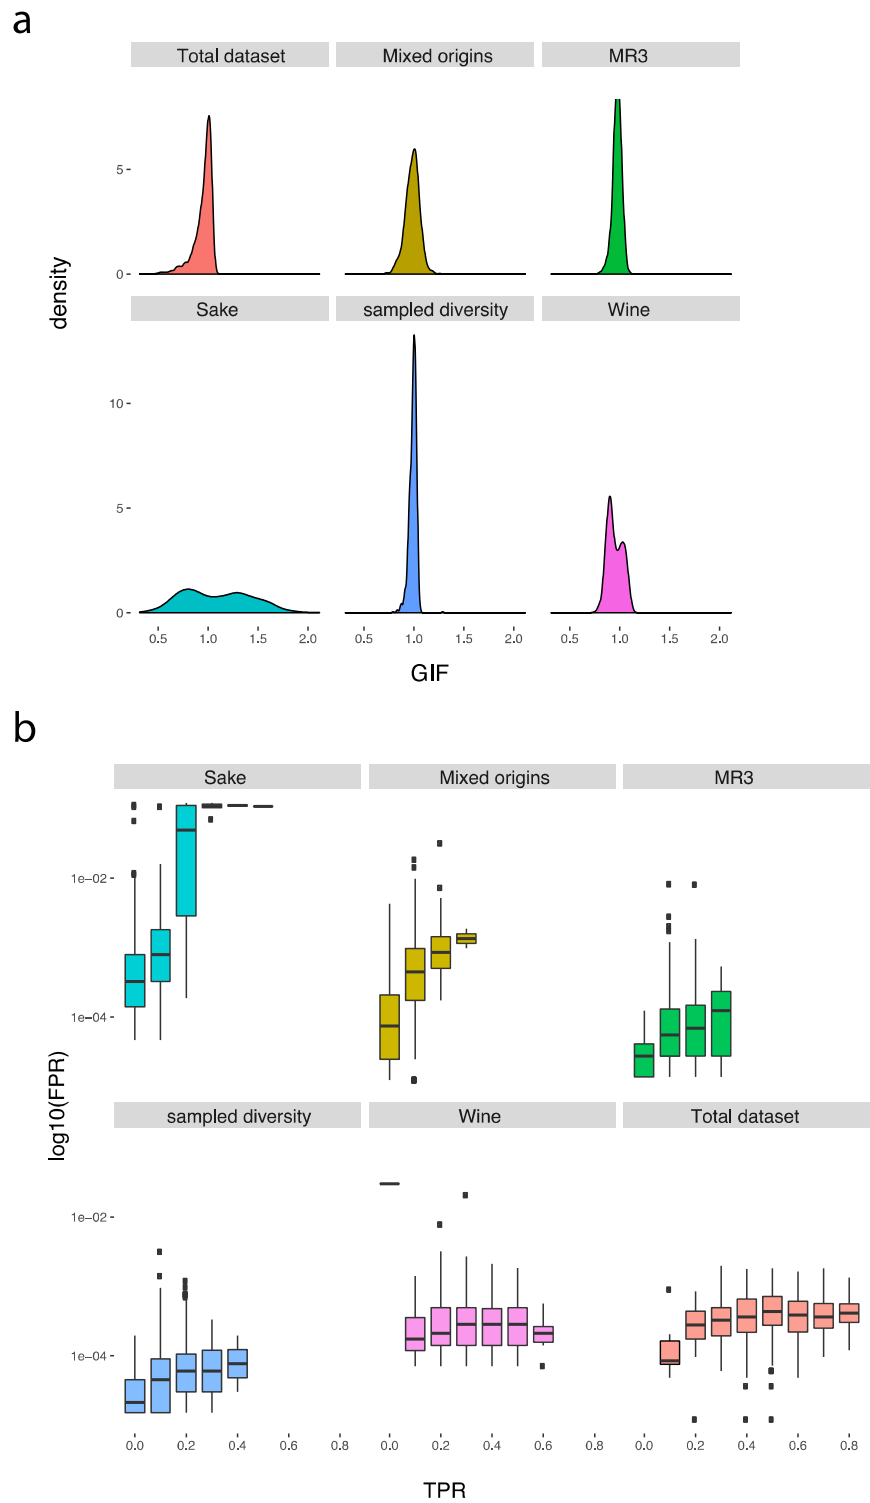 a
Total dataset Mixed origins MR3
5
0
density
Sake sampled diversity Wine
10
5
0
0.5 1.0 1.5 2.0 0.5 1.0 1.5 2.0 0.5 1.0 1.5 2.0
GIF
b
Sake Mixed origins MR3
1e−02
1e−04
log10(FPR)
sampled diversity Wine Total dataset
1e−02
1e−04
0.0 0.2 0.4 0.6 0.8 0.0 0.2 0.4 0.6 0.8 0.0 0.2 0.4 0.6 0.8
TPR